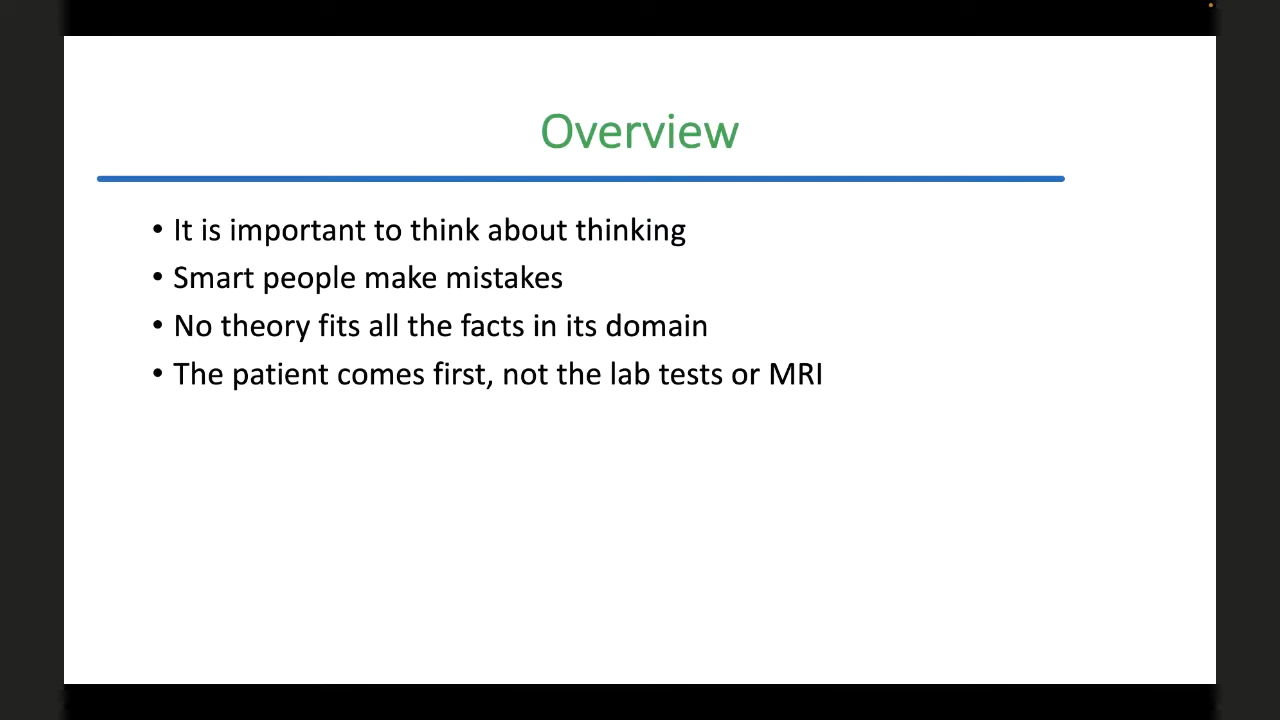 Overview
• It is important to think about thinking
• Smart people make mistakes
• No theory fits all the facts in its domain
• The patient comes first, not the lab tests or MRI